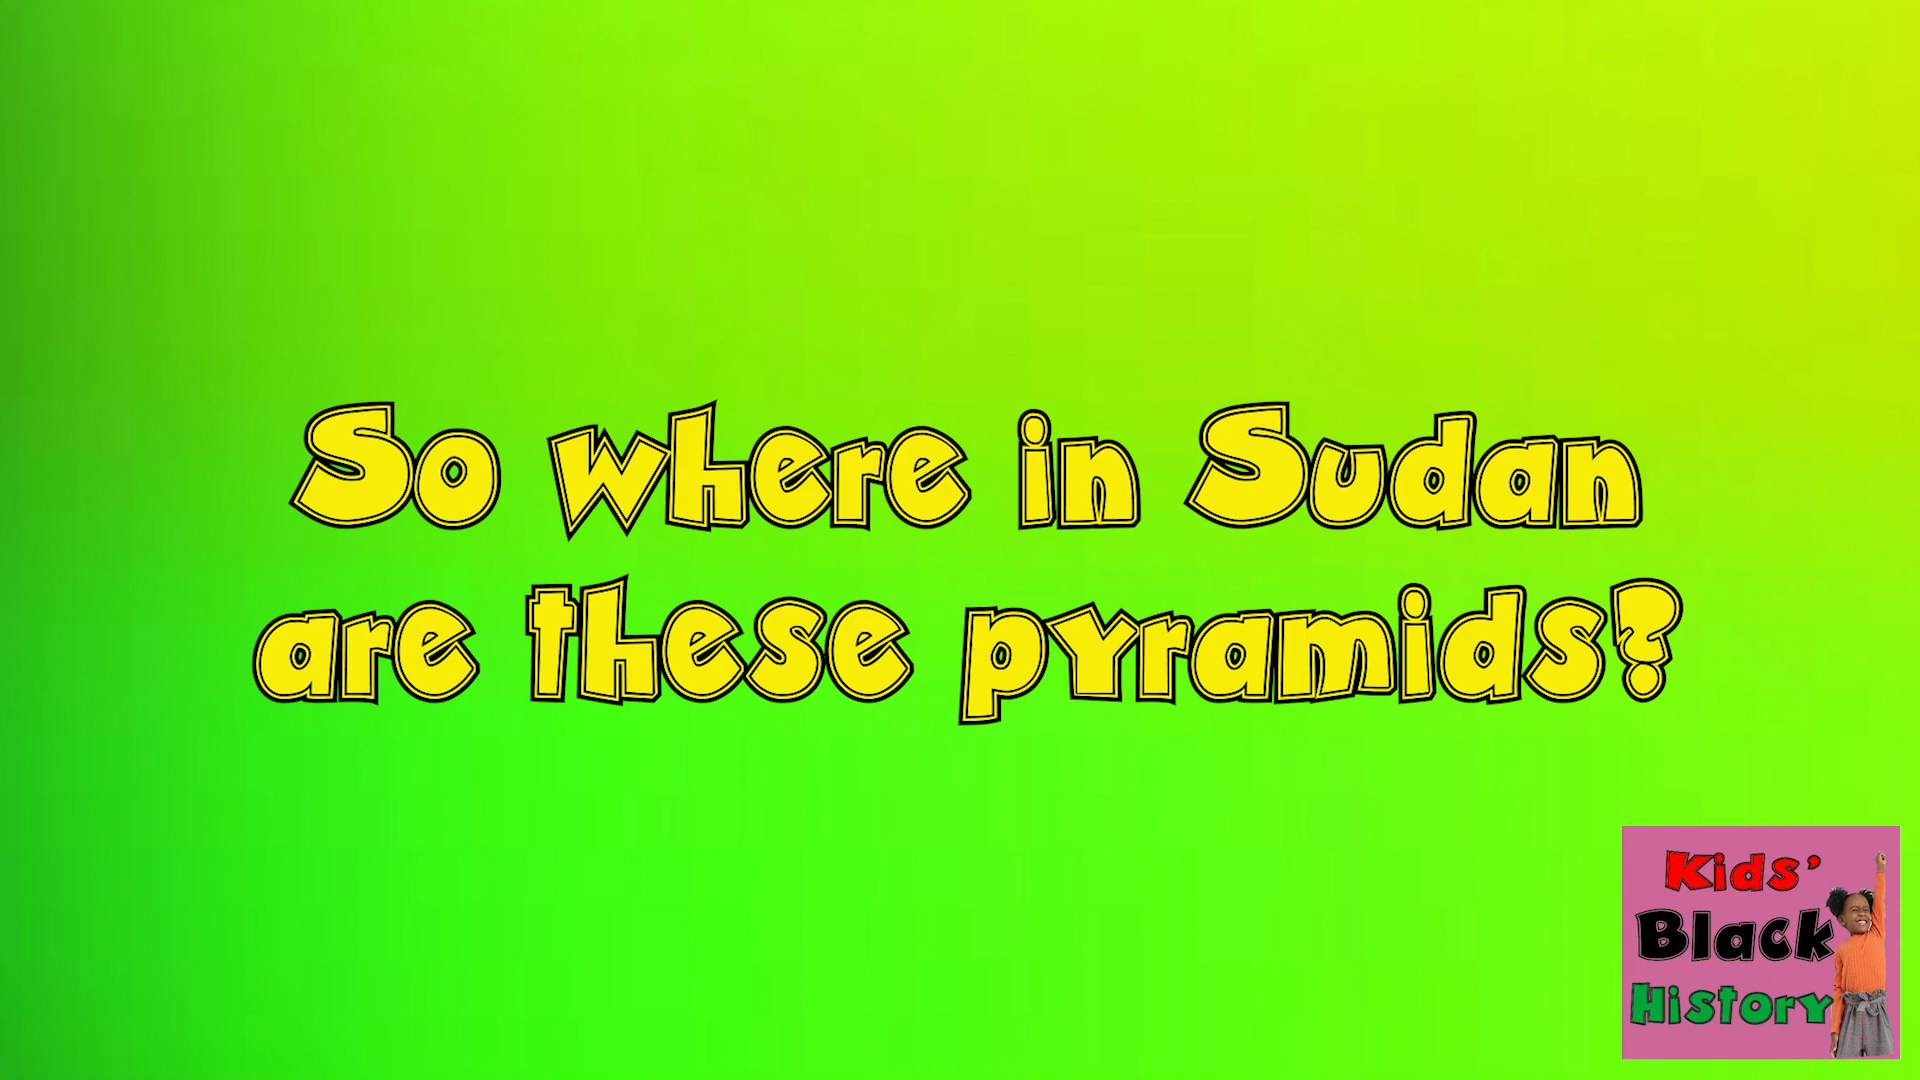 So where in Sudan
are these pyramids?
Kids'
Black
History